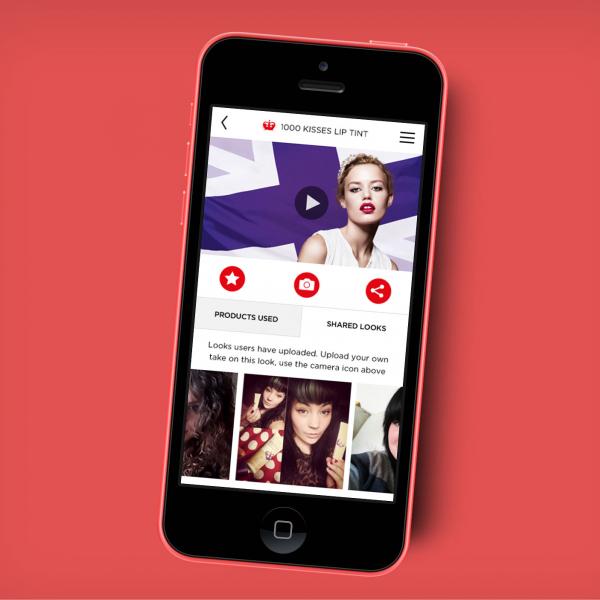 1000 KISSES LIP TINT
PRODUCTS USED
SHARED LOOKS
Looks users have uploaded. Upload your own
take on this look, use the camera icon above